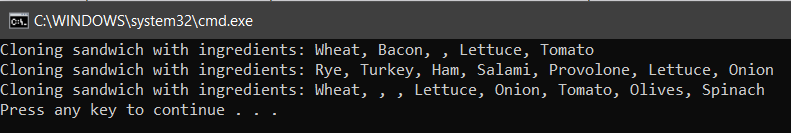 C:\WINDOWS\system32\cmd.exe
Cloning sandwich with ingredients: Wheat, Bacon, , Lettuce, Tomato
Cloning sandwich with ingredients: Rye, Turkey, Ham, Salami, Provolone, Lettuce, Onion
Cloning sandwich with ingredients: Wheat, , , Lettuce, Onion, Tomato, Olives, Spinach
Press any key to continue . . .